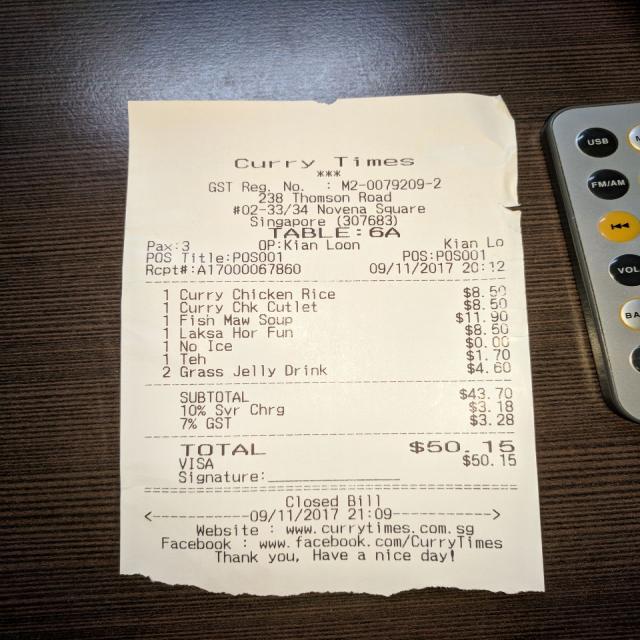 Curry Times
***
GST Reg. No. : M2-0079209-2
238 Thomson Road
#02-33/34 Novena Square
Singapore (307683)
TABLE:6A
Pax:3 OP:Kian Loon Kian Lo
POS Title:POS001 POS:POS001
Rcpt#:A17000067860 09/11/2017 20:12
1 Curry Chicken Rice $8.50
1 Curry Chk Cutlet $8.50
1 Fish Maw Soup $11.90
1 Laksa Hor Fun $8.50
1 No Ice $0.00
1 Teh $1.70
2 Grass Jelly Drink $4.60
SUBTOTAL $43.70
10% Svr Chrg $3.18
7% GST $3.28
TOTAL $50.15
VISA $50.15
Signature:
Closed Bill
<-----------09/11/2017 21:09----------->
Website : www.currytimes.com.sg
Facebook : www.facebook.com/CurryTimes
Thank you, Have a nice day!
USB
FM/AM
VOL
BA